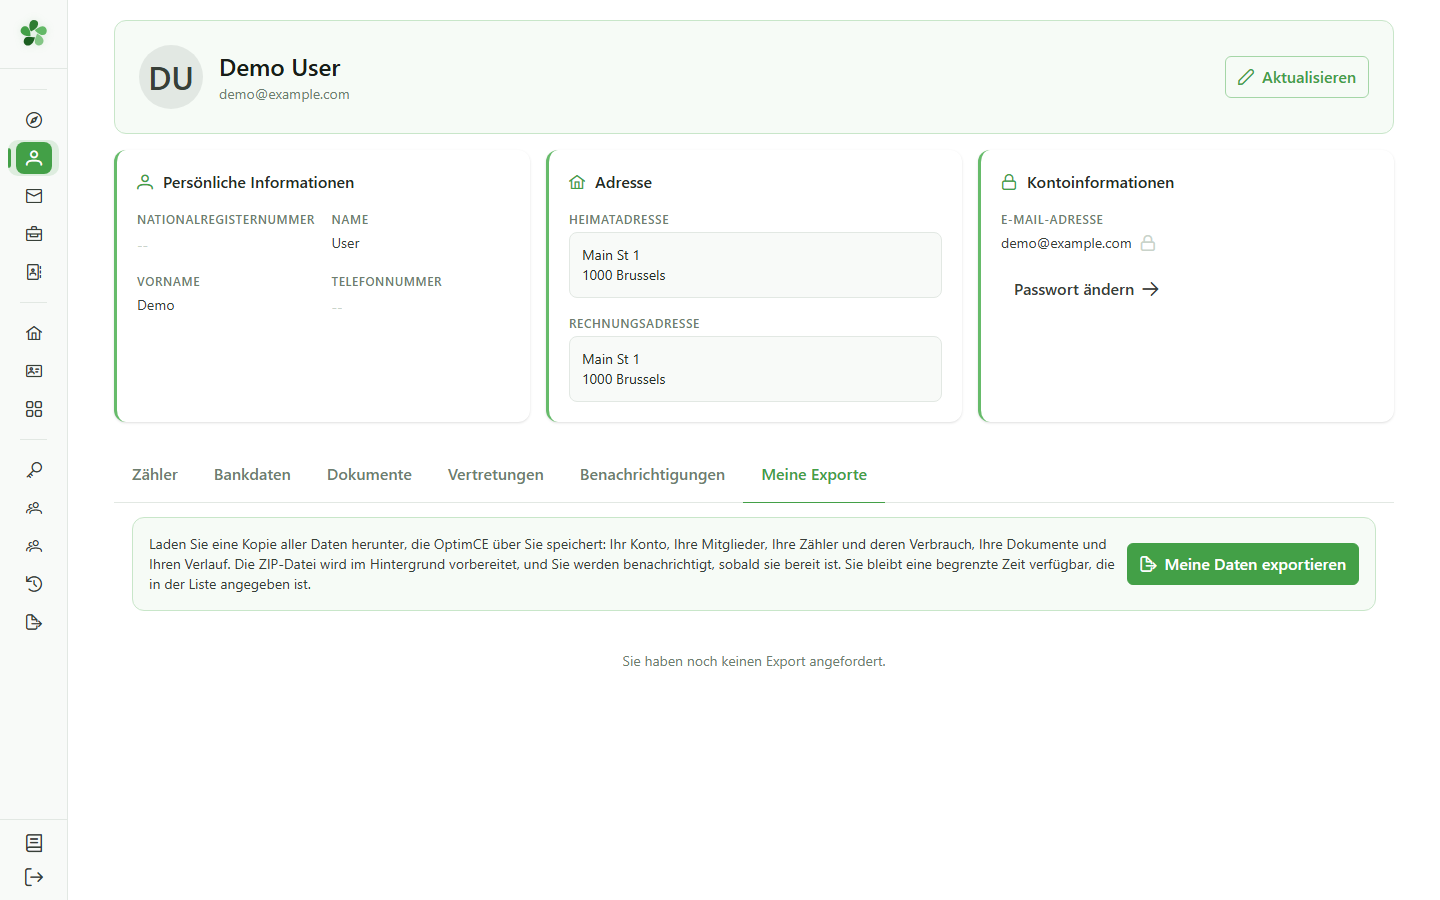 DU
Demo User
demo@example.com
Aktualisieren
Persönliche Informationen
NATIONALREGISTERNUMMER
--
NAME
User
VORNAME
Demo
TELEFONNUMMER
--
Adresse
HEIMATADRESSE
Main St 1
1000 Brussels
RECHNUNGSADRESSE
Main St 1
1000 Brussels
Kontoinformationen
E-MAIL-ADRESSE
demo@example.com
Passwort ändern
Zähler
Bankdaten
Dokumente
Vertretungen
Benachrichtigungen
Meine Exporte
Laden Sie eine Kopie aller Daten herunter, die OptimCE über Sie speichert: Ihr Konto, Ihre Mitglieder, Ihre Zähler und deren Verbrauch, Ihre Dokumente und
Ihren Verlauf. Die ZIP-Datei wird im Hintergrund vorbereitet, und Sie werden benachrichtigt, sobald sie bereit ist. Sie bleibt eine begrenzte Zeit verfügbar, die
in der Liste angegeben ist.
Meine Daten exportieren
Sie haben noch keinen Export angefordert.